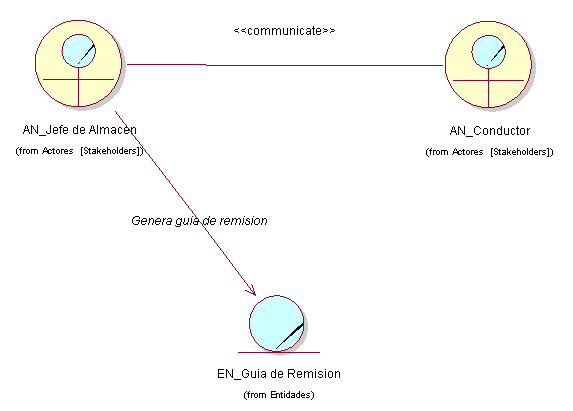 <<communicate>>
AN_Jefe de Almacén
(from Actores [Stakeholders])
AN_Conductor
(from Actores [Stakeholders])
Genera guia de remision
EN_Guia de Remision
(from Entidades)